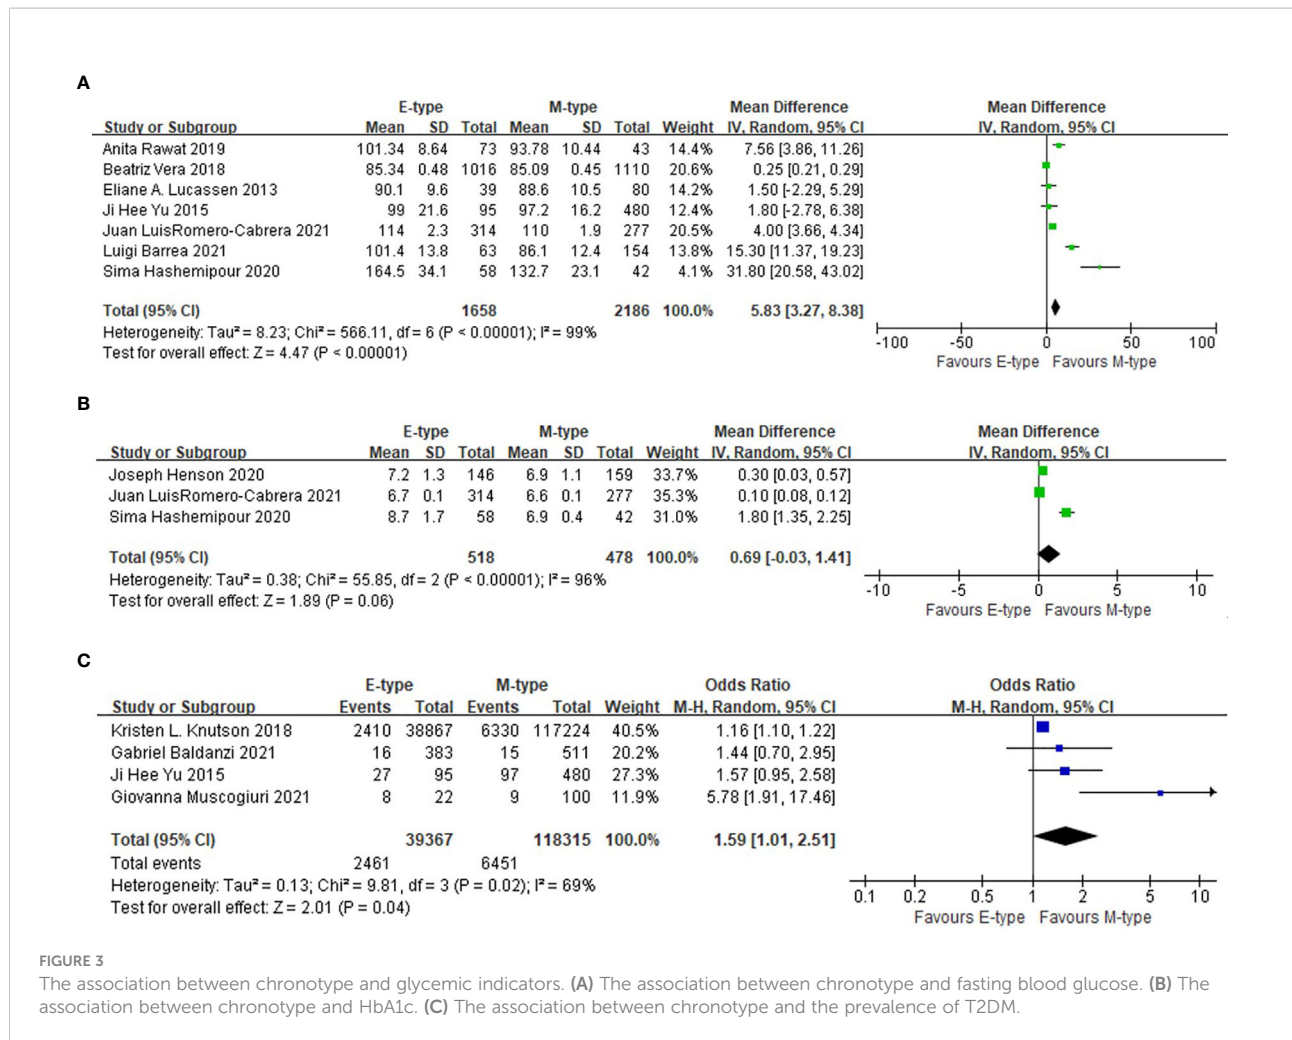 A
E-type M-type Mean Difference Mean Difference
Study or Subgroup Mean SD Total Mean SD Total Weight IV, Random, 95% CI IV, Random, 95% CI
Anita Rawat 2019 101.34 8.64 73 93.78 10.44 43 14.4% 7.56 [3.86, 11.26]
Beatriz Vera 2018 85.34 0.48 1016 85.09 0.45 1110 20.6% 0.25 [0.21, 0.29]
Eliane A. Lucassen 2013 90.1 9.6 39 88.6 10.5 80 14.2% 1.50 [-2.29, 5.29]
Ji Hee Yu 2015 99 21.6 95 97.2 16.2 480 12.4% 1.80 [-2.78, 6.38]
Juan LuisRomero-Cabrera 2021 114 2.3 314 110 1.9 277 20.5% 4.00 [3.66, 4.34]
Luigi Barrea 2021 101.4 13.8 63 86.1 12.4 154 13.8% 15.30 [11.37, 19.23]
Sima Hashemipour 2020 164.5 34.1 58 132.7 23.1 42 4.1% 31.80 [20.58, 43.02]
Total (95% CI) 1658 2186 100.0% 5.83 [3.27, 8.38]
Heterogeneity: Tau² = 8.23; Chi² = 566.11, df = 6 (P < 0.00001); I² = 99%
Test for overall effect: Z = 4.47 (P < 0.00001)
-100 -50 0 50 100
Favours E-type Favours M-type
B
E-type M-type Mean Difference Mean Difference
Study or Subgroup Mean SD Total Mean SD Total Weight IV, Random, 95% CI IV, Random, 95% CI
Joseph Henson 2020 7.2 1.3 146 6.9 1.1 159 33.7% 0.30 [0.03, 0.57]
Juan LuisRomero-Cabrera 2021 6.7 0.1 314 6.6 0.1 277 35.3% 0.10 [0.08, 0.12]
Sima Hashemipour 2020 8.7 1.7 58 6.9 0.4 42 31.0% 1.80 [1.35, 2.25]
Total (95% CI) 518 478 100.0% 0.69 [-0.03, 1.41]
Heterogeneity: Tau² = 0.38; Chi² = 55.85, df = 2 (P < 0.00001); I² = 96%
Test for overall effect: Z = 1.89 (P = 0.06)
-10 -5 0 5 10
Favours E-type Favours M-type
C
E-type M-type Odds Ratio Odds Ratio
Study or Subgroup Events Total Events Total Weight M-H, Random, 95% CI M-H, Random, 95% CI
Kristen L. Knutson 2018 2410 38867 6330 117224 40.5% 1.16 [1.10, 1.22]
Gabriel Baldanzi 2021 16 383 15 511 20.2% 1.44 [0.70, 2.95]
Ji Hee Yu 2015 27 95 97 480 27.3% 1.57 [0.95, 2.58]
Giovanna Muscogiuri 2021 8 22 9 100 11.9% 5.78 [1.91, 17.46]
Total (95% CI) 39367 118315 100.0% 1.59 [1.01, 2.51]
Total events 2461 6451
Heterogeneity: Tau² = 0.13; Chi² = 9.81, df = 3 (P = 0.02); I² = 69%
Test for overall effect: Z = 2.01 (P = 0.04)
0.1 0.2 0.5 1 2 5 10
Favours E-type Favours M-type
FIGURE 3
The association between chronotype and glycemic indicators. (A) The association between chronotype and fasting blood glucose. (B) The
association between chronotype and HbA1c. (C) The association between chronotype and the prevalence of T2DM.